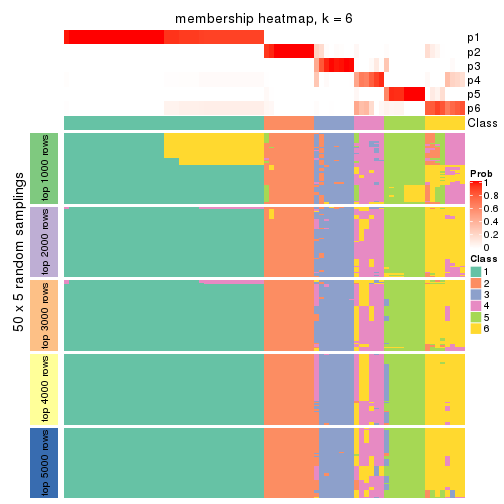 membership heatmap, k = 6
p1
p2
p3
p4
p5
p6
Class
50 x 5 random samplings
top 1000 rows
top 2000 rows
top 3000 rows
top 4000 rows
top 5000 rows
Prob
1
0.8
0.6
0.4
0.2
0
Class
1
2
3
4
5
6